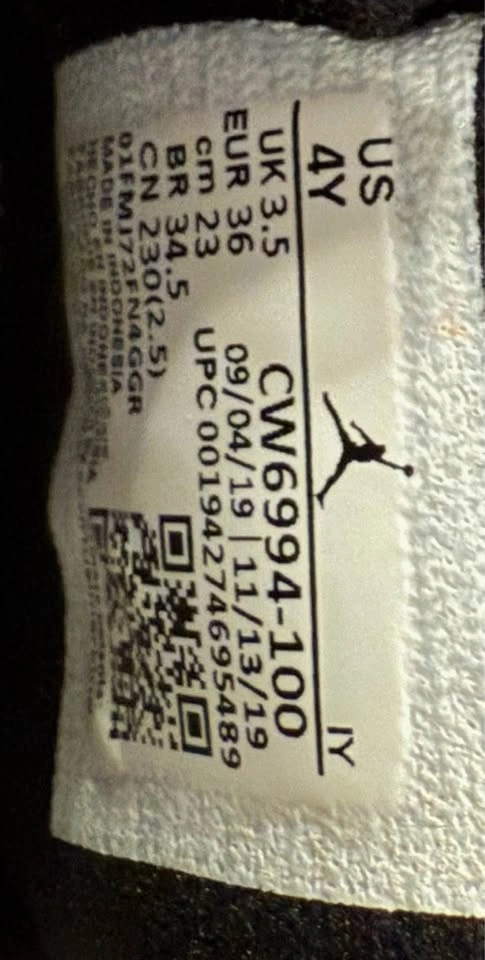 US
4Y
IY
UK 3.5
EUR 36
cm 23
BR 34.5
CN 230(2.5)
CW6994-100
09/04/19 | 11/13/19
UPC 00194274695489
01FMJ72FN4GGR
MADE IN INDONESIA